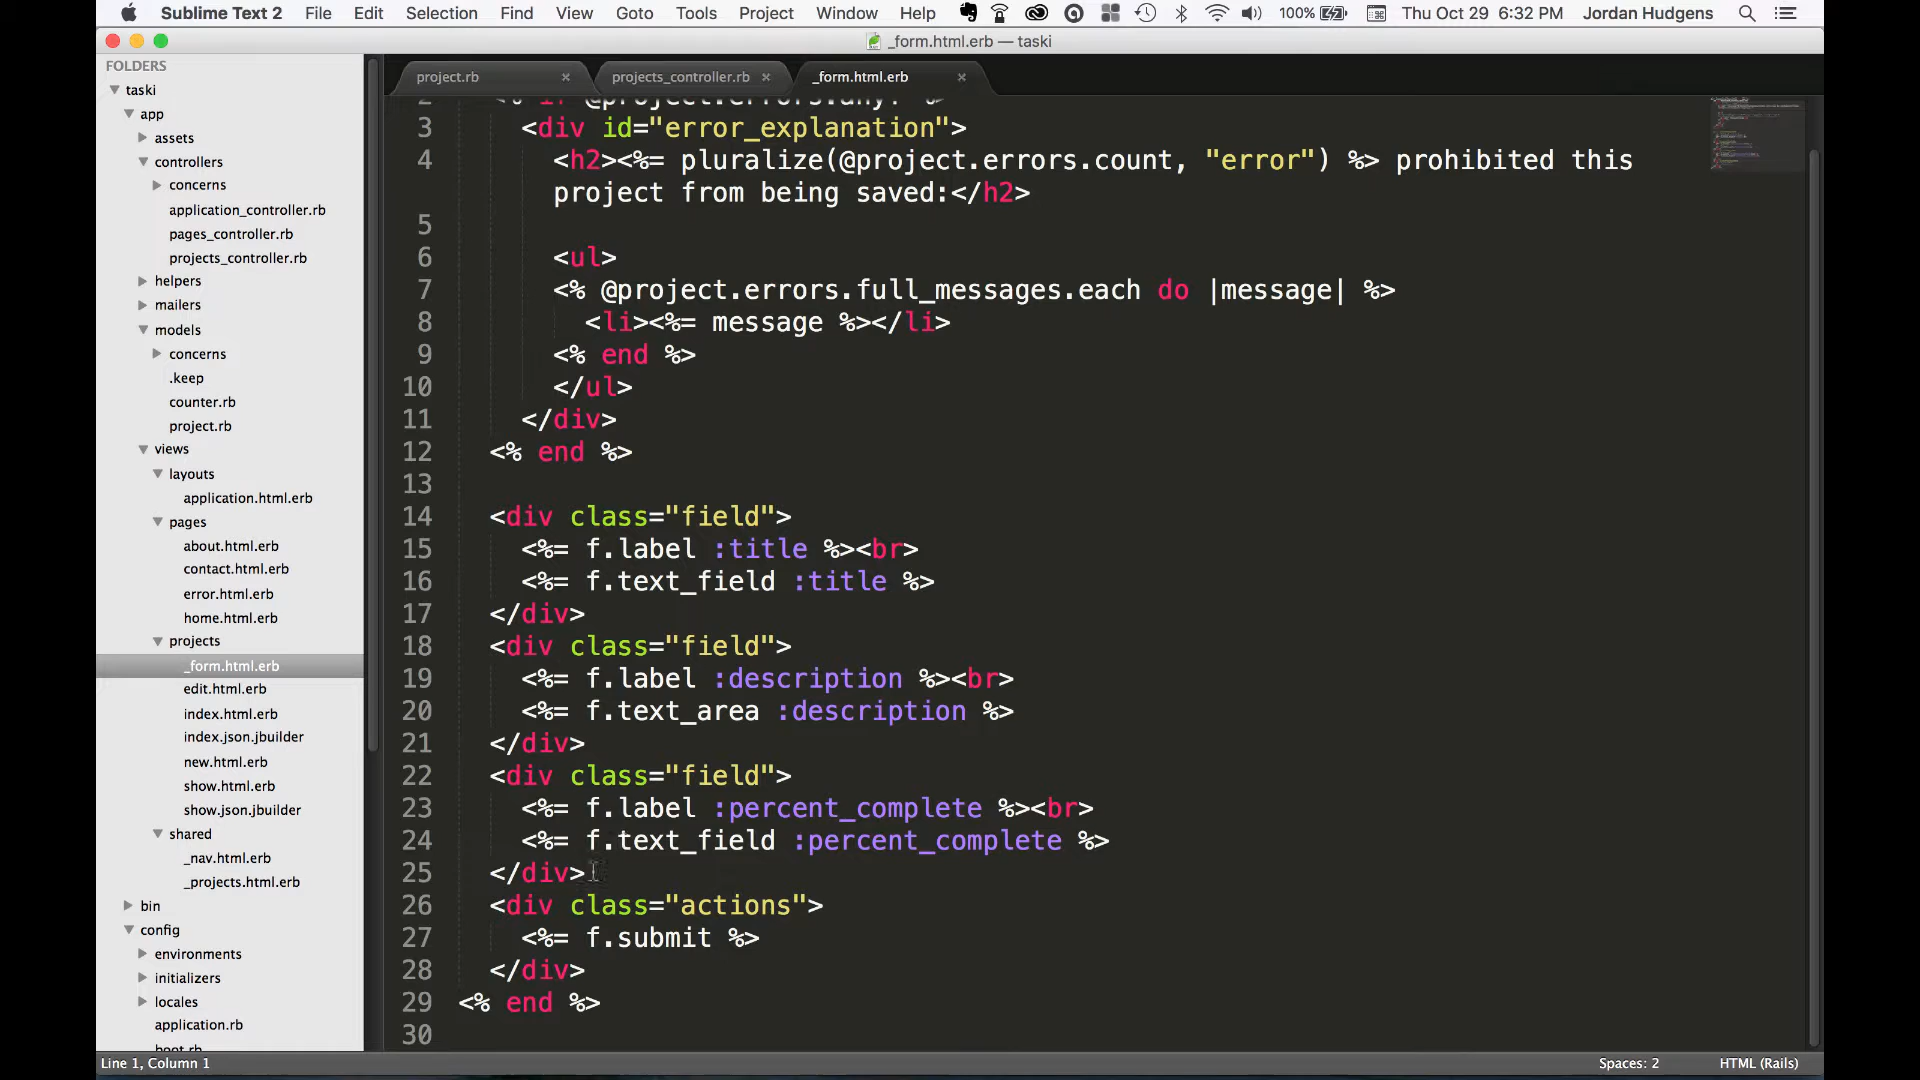 Sublime Text 2 File Edit Selection Find View Goto Tools Project Window Help 100% Thu Oct 29 6:32 PM Jordan Hudgens
_form.html.erb — taski
FOLDERS
taski
app
assets
controllers
concerns
application_controller.rb
pages_controller.rb
projects_controller.rb
helpers
mailers
models
concerns
.keep
counter.rb
project.rb
views
layouts
application.html.erb
pages
about.html.erb
contact.html.erb
error.html.erb
home.html.erb
projects
_form.html.erb
edit.html.erb
index.html.erb
index.json.jbuilder
new.html.erb
show.html.erb
show.json.jbuilder
shared
_nav.html.erb
_projects.html.erb
bin
config
environments
initializers
locales
application.rb
boot.rb
project.rb × projects_controller.rb × _form.html.erb ×
2 <% if @project.errors.any? %>
3 <div id="error_explanation">
4 <h2><%= pluralize(@project.errors.count, "error") %> prohibited this
project from being saved:</h2>
5
6 <ul>
7 <% @project.errors.full_messages.each do |message| %>
8 <li><%= message %></li>
9 <% end %>
10 </ul>
11 </div>
12 <% end %>
13
14 <div class="field">
15 <%= f.label :title %><br>
16 <%= f.text_field :title %>
17 </div>
18 <div class="field">
19 <%= f.label :description %><br>
20 <%= f.text_area :description %>
21 </div>
22 <div class="field">
23 <%= f.label :percent_complete %><br>
24 <%= f.text_field :percent_complete %>
25 </div>
26 <div class="actions">
27 <%= f.submit %>
28 </div>
29 <% end %>
30
Line 1, Column 1 Spaces: 2 HTML (Rails)